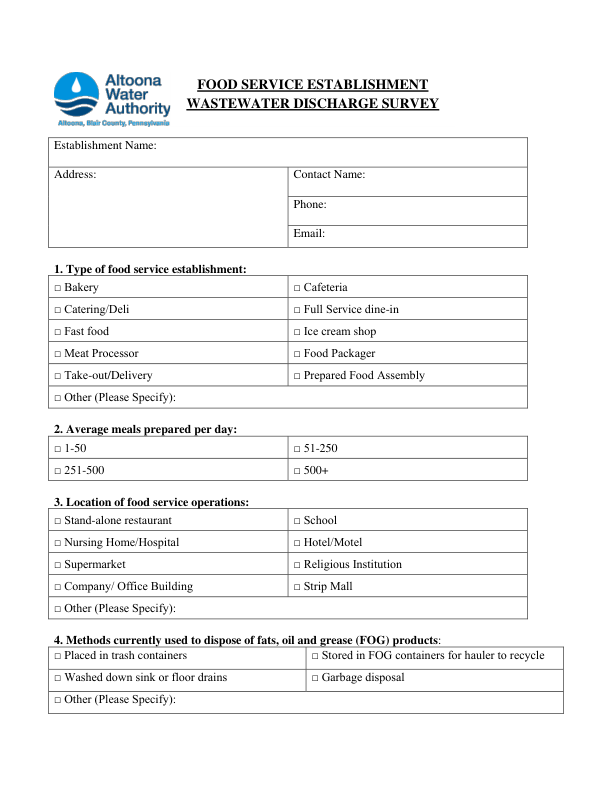 Altoona
Water
Authority
Altoona, Blair County, Pennsylvania
FOOD SERVICE ESTABLISHMENT
WASTEWATER DISCHARGE SURVEY
Establishment Name:
Address:
Contact Name:
Phone:
Email:
1. Type of food service establishment:
□ Bakery
□ Cafeteria
□ Catering/Deli
□ Full Service dine-in
□ Fast food
□ Ice cream shop
□ Meat Processor
□ Food Packager
□ Take-out/Delivery
□ Prepared Food Assembly
□ Other (Please Specify):
2. Average meals prepared per day:
□ 1-50
□ 51-250
□ 251-500
□ 500+
3. Location of food service operations:
□ Stand-alone restaurant
□ School
□ Nursing Home/Hospital
□ Hotel/Motel
□ Supermarket
□ Religious Institution
□ Company/ Office Building
□ Strip Mall
□ Other (Please Specify):
4. Methods currently used to dispose of fats, oil and grease (FOG) products:
□ Placed in trash containers
□ Stored in FOG containers for hauler to recycle
□ Washed down sink or floor drains
□ Garbage disposal
□ Other (Please Specify):